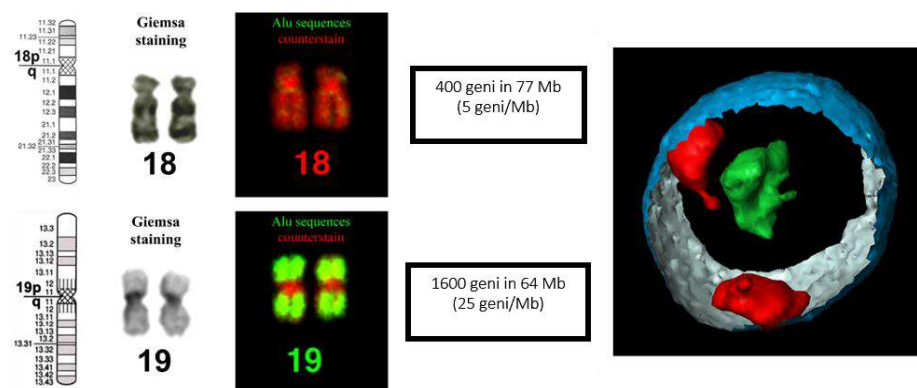 11.32
11.31
11.23
11.22
11.21
18p
11.1
q
11.1
11.2
12.1
12.2
12.3
21.1
21.2
21.31
21.32
21.33
22.1
22.2
22.3
23
Giemsa
staining
18
Alu sequences
counterstain
18
400 geni in 77 Mb
(5 geni/Mb)
13.3
13.2
13.13
13.12
13.11
12
19p
11
q
11
12
13.11
13.12
13.13
13.2
13.31
13.32
13.33
13.41
13.42
13.43
Giemsa
staining
19
Alu sequences
counterstain
19
1600 geni in 64 Mb
(25 geni/Mb)